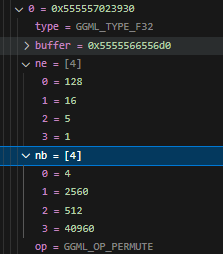 0 = 0x555557023930
type = GGML_TYPE_F32
buffer = 0x5555566556d0
ne = [4]
0 = 128
1 = 16
2 = 5
3 = 1
nb = [4]
0 = 4
1 = 2560
2 = 512
3 = 40960
op = GGML_OP_PERMUTE